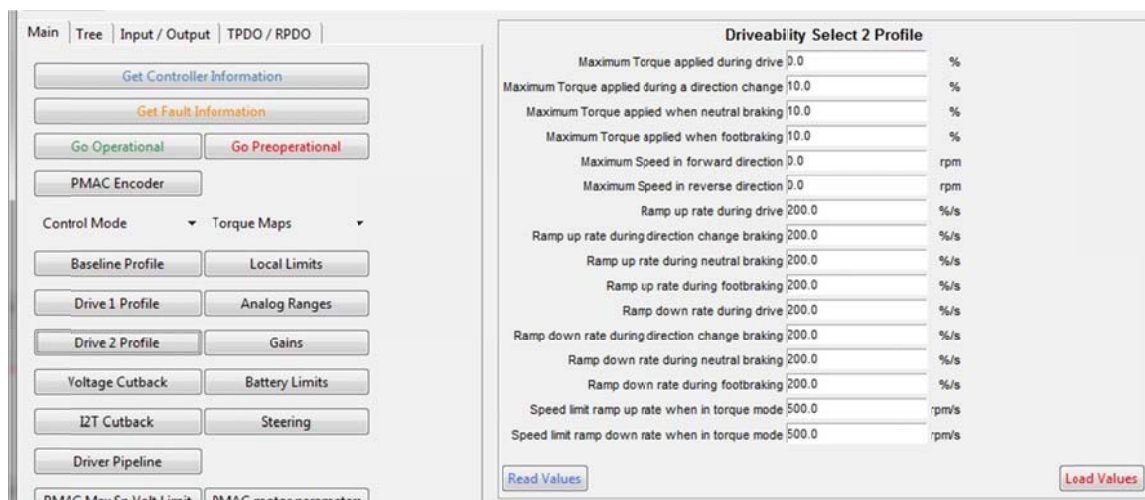 Main Tree Input / Output TPDO / RPDO
Get Controller Information
Get Fault Information
Go Operational Go Preoperational
PMAC Encoder
Control Mode Torque Maps
Baseline Profile Local Limits
Drive 1 Profile Analog Ranges
Drive 2 Profile Gains
Voltage Cutback Battery Limits
I2T Cutback Steering
Driver Pipeline
PMAC Max Sp Volt Limit PMAC motor parameters
Driveability Select 2 Profile
Maximum Torque applied during drive 0.0 %
Maximum Torque applied during a direction change 10.0 %
Maximum Torque applied when neutral braking 10.0 %
Maximum Torque applied when footbraking 10.0 %
Maximum Speed in forward direction 0.0 rpm
Maximum Speed in reverse direction 0.0 rpm
Ramp up rate during drive 200.0 %/s
Ramp up rate during direction change braking 200.0 %/s
Ramp up rate during neutral braking 200.0 %/s
Ramp up rate during footbraking 200.0 %/s
Ramp down rate during drive 200.0 %/s
Ramp down rate during direction change braking 200.0 %/s
Ramp down rate during neutral braking 200.0 %/s
Ramp down rate during footbraking 200.0 %/s
Speed limit ramp up rate when in torque mode 500.0 rpm/s
Speed limit ramp down rate when in torque mode 500.0 rpm/s
Read Values Load Values